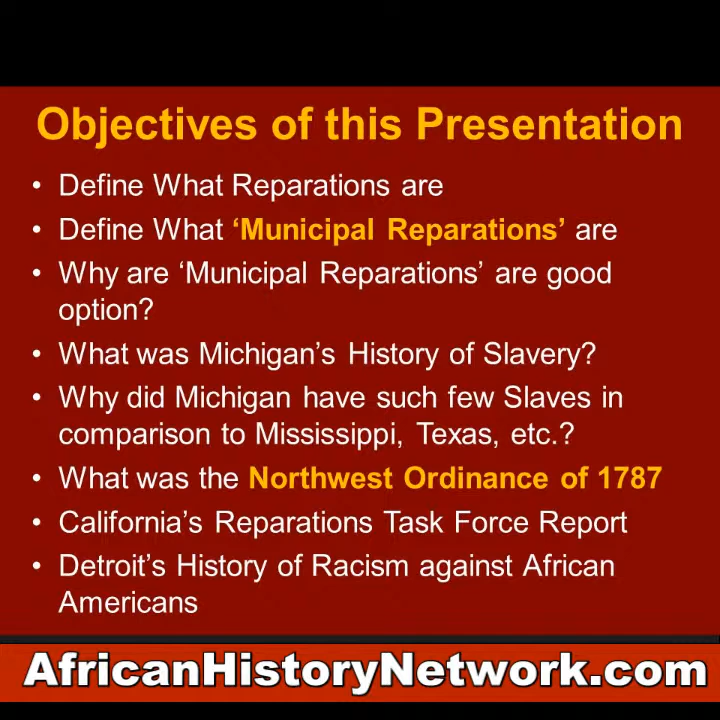 Objectives of this Presentation
• Define What Reparations are
• Define What ‘Municipal Reparations’ are
• Why are ‘Municipal Reparations’ are good
option?
• What was Michigan’s History of Slavery?
• Why did Michigan have such few Slaves in
comparison to Mississippi, Texas, etc.?
• What was the Northwest Ordinance of 1787
• California’s Reparations Task Force Report
• Detroit’s History of Racism against African
Americans
AfricanHistoryNetwork.com